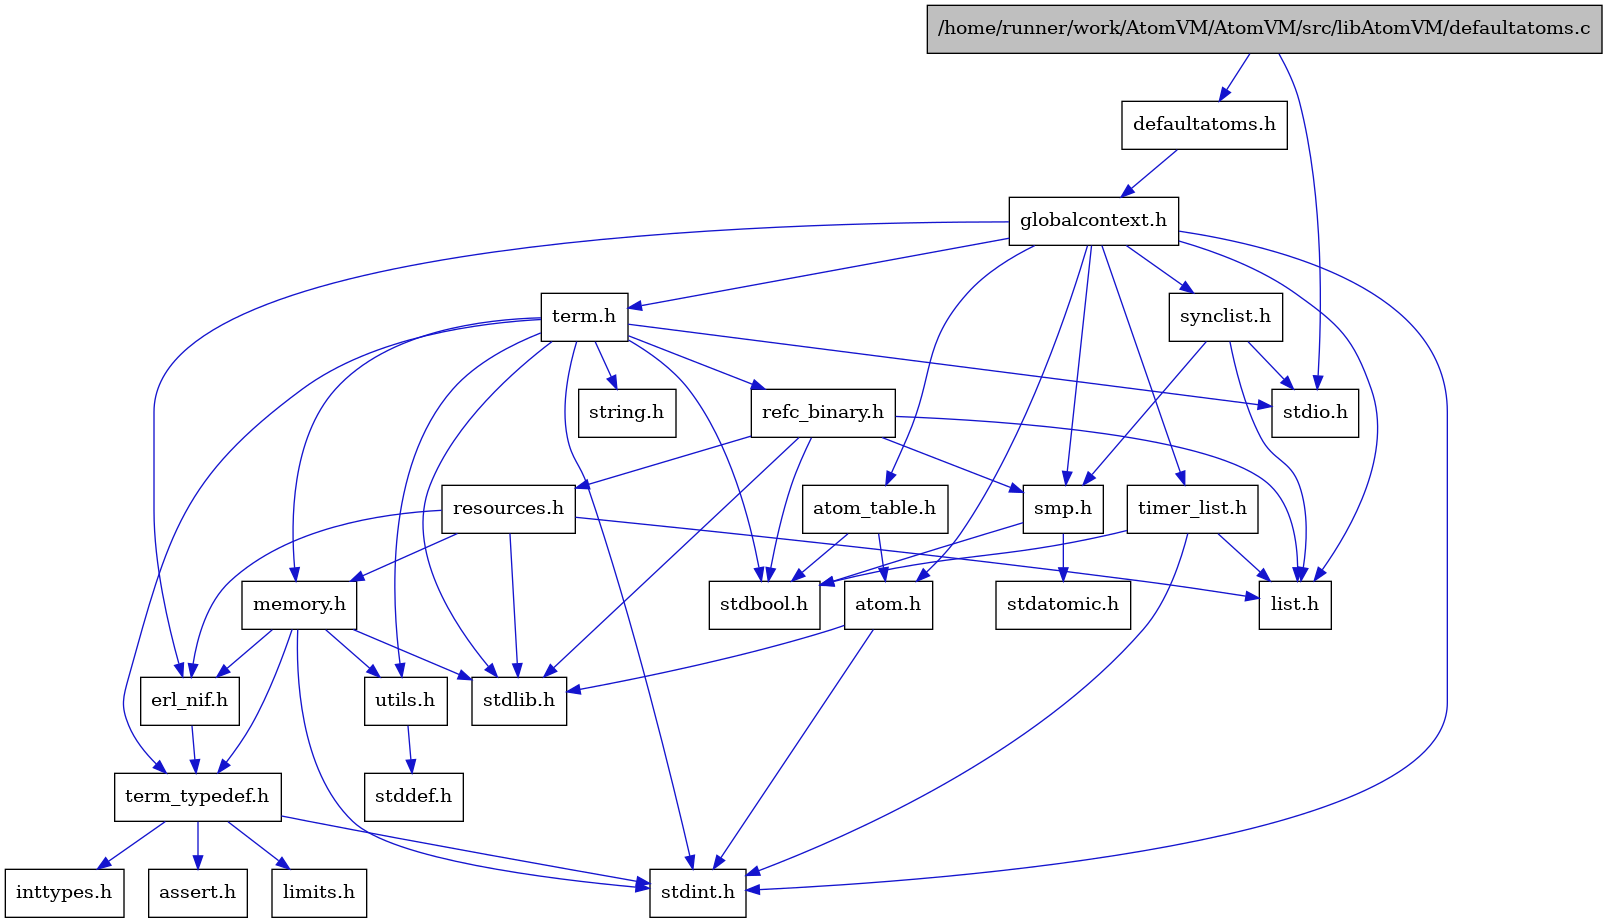 /home/runner/work/AtomVM/AtomVM/src/libAtomVM/defaultatoms.c
defaultatoms.h
globalcontext.h
term.h
synclist.h
string.h
refc_binary.h
stdio.h
resources.h
atom_table.h
smp.h
timer_list.h
memory.h
stdbool.h
atom.h
stdatomic.h
list.h
erl_nif.h
utils.h
stdlib.h
term_typedef.h
stddef.h
inttypes.h
assert.h
limits.h
stdint.h